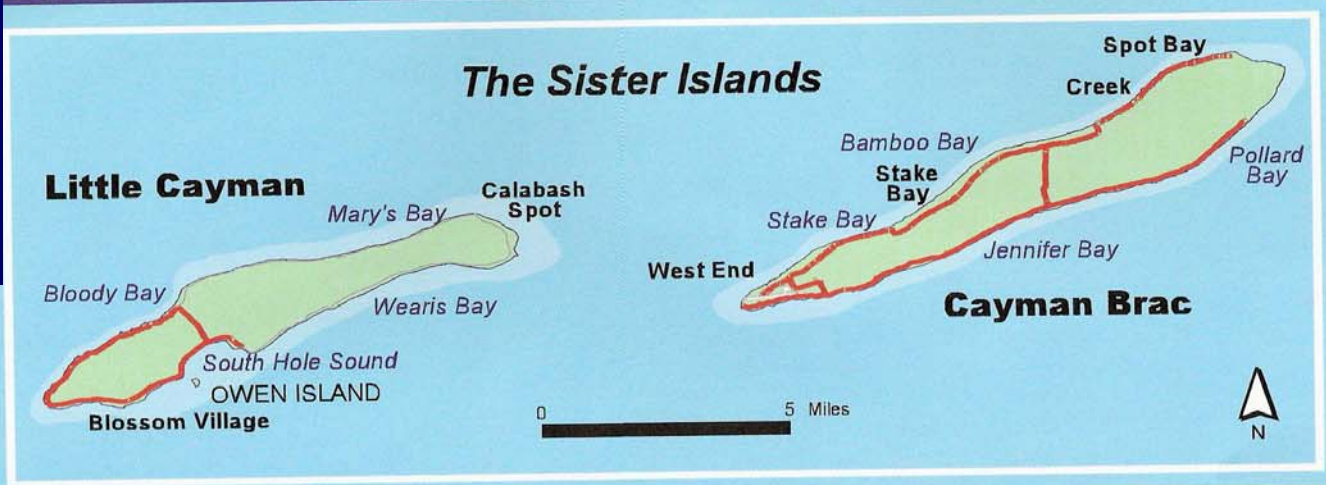 The Sister Islands
Little Cayman
Mary's Bay
Calabash
Spot
Bloody Bay
Wearis Bay
South Hole Sound
OWEN ISLAND
Blossom Village
Spot Bay
Creek
Bamboo Bay
Stake
Bay
Pollard
Bay
Stake Bay
Jennifer Bay
West End
Cayman Brac
0 5 Miles
N